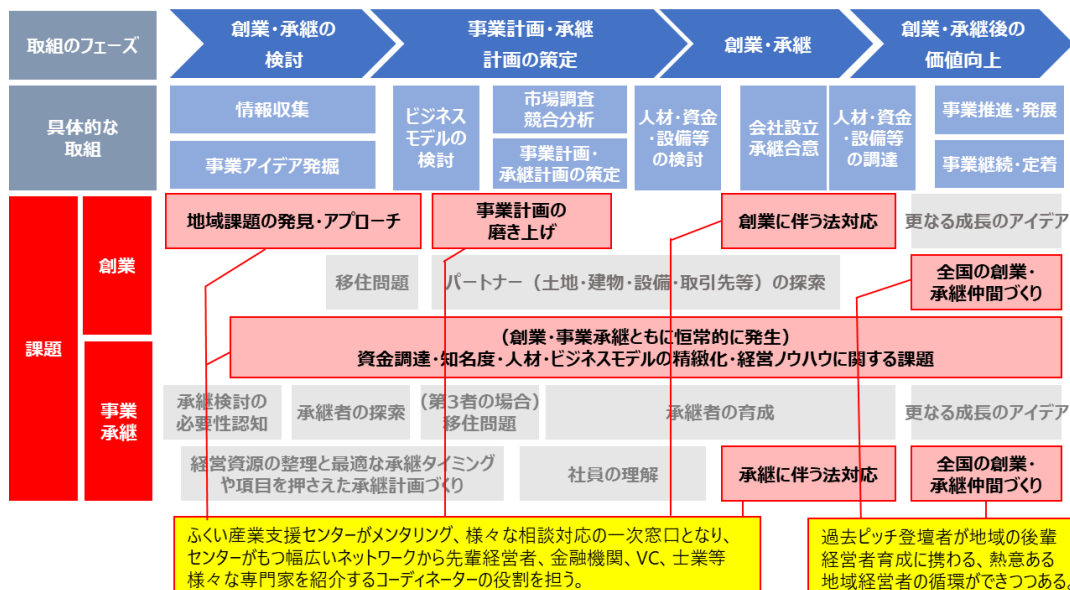 取組のフェーズ
創業・承継の
検討
事業計画・承継
計画の策定
創業・承継
創業・承継後の
価値向上
具体的な
取組
情報収集
事業アイデア発掘
ビジネス
モデルの
検討
市場調査
競合分析
事業計画・
承継計画の策定
人材・資金
・設備等
の検討
会社設立
承継合意
人材・資金
・設備等
の調達
事業推進・発展
事業継続・定着
課題
創業
地域課題の発見・アプローチ
事業計画の
磨き上げ
創業に伴う法対応
更なる成長のアイデア
移住問題
パートナー（土地・建物・設備・取引先等）の探索
全国の創業・
承継仲間づくり
（創業・事業承継ともに恒常的に発生）
資金調達・知名度・人材・ビジネスモデルの精緻化・経営ノウハウに関する課題
事業
承継
承継検討の
必要性認知
承継者の探索
（第3者の場合）
移住問題
承継者の育成
更なる成長のアイデア
経営資源の整理と最適な承継タイミング
や項目を押さえた承継計画づくり
社員の理解
承継に伴う法対応
全国の創業・
承継仲間づくり
ふくい産業支援センターがメンタリング、様々な相談対応の一次窓口となり、
センターがもつ幅広いネットワークから先輩経営者、金融機関、VC、士業等
様々な専門家を紹介するコーディネーターの役割を担う。
過去ピッチ登壇者が地域の後輩
経営者育成に携わる、熱意ある
地域経営者の循環ができつつある。